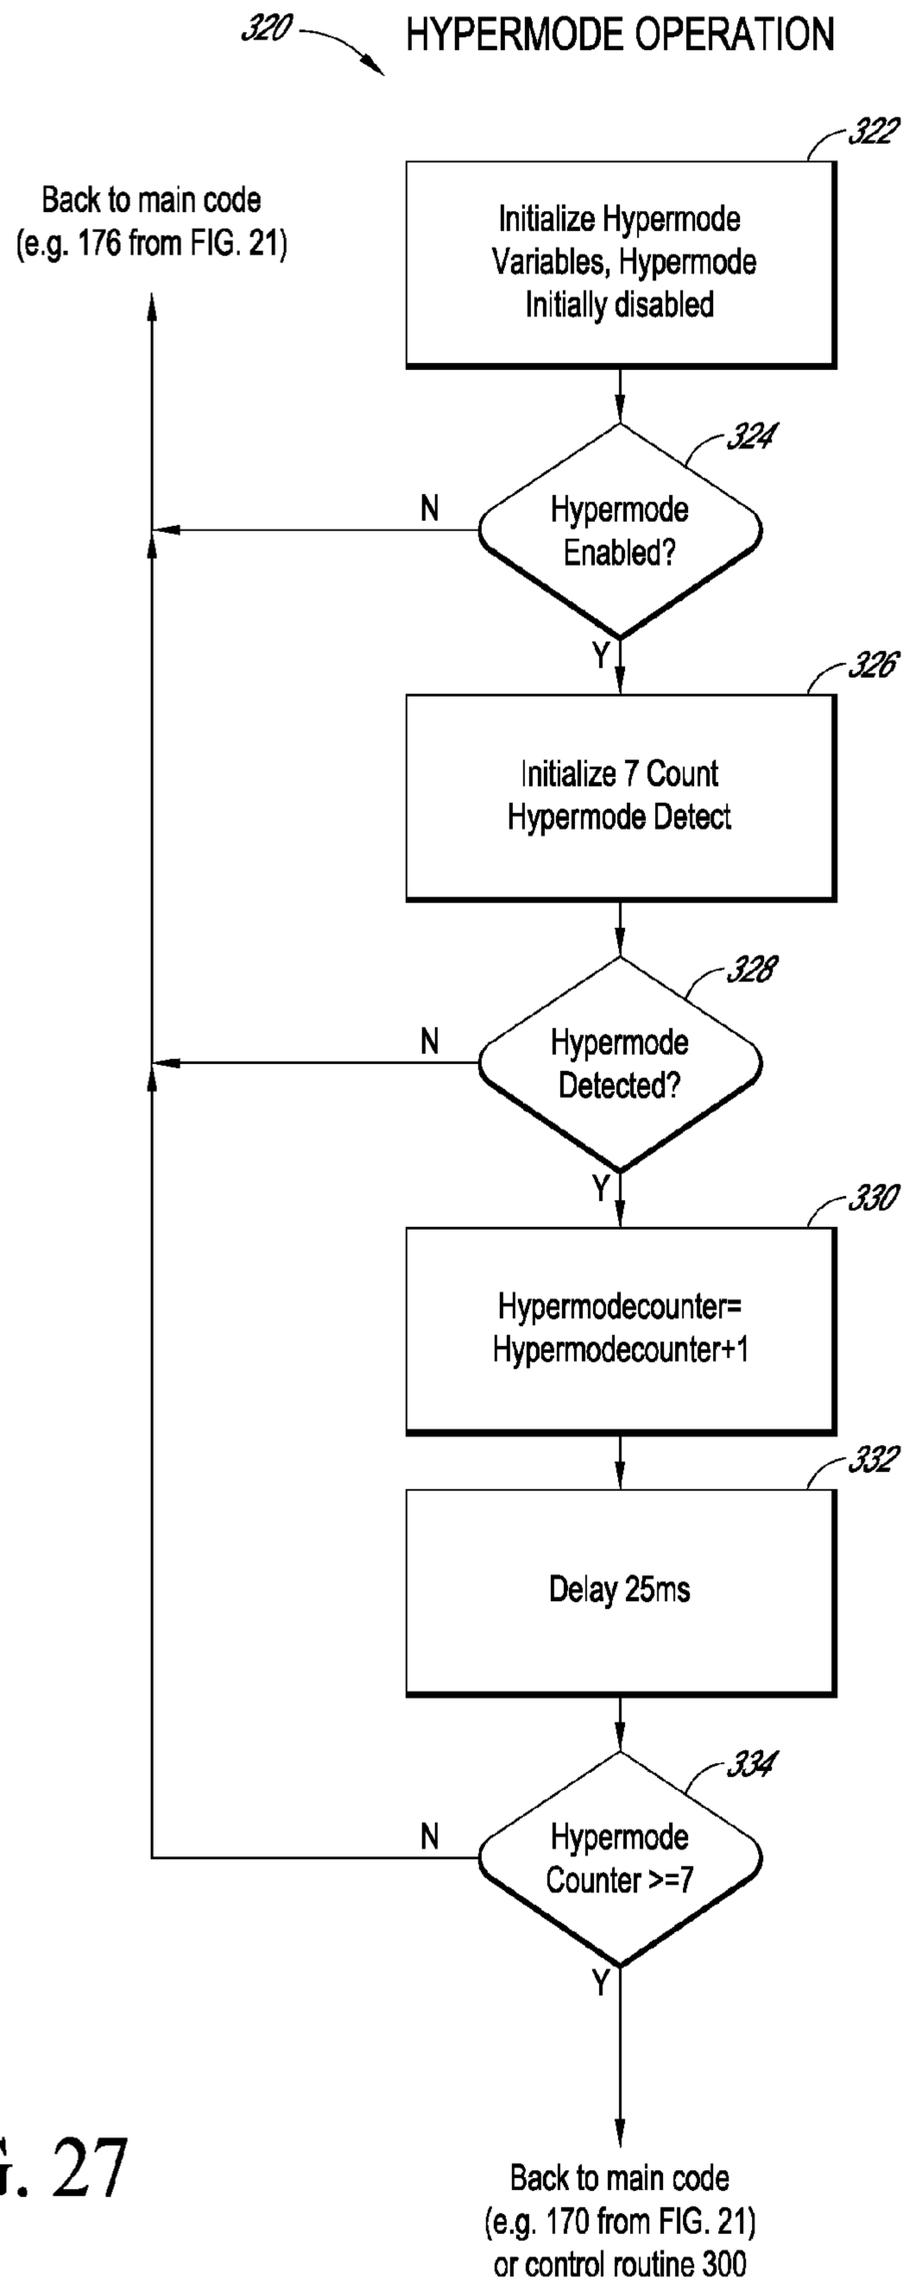 320
HYPERMODE OPERATION
322
Back to main code
(e.g. 176 from FIG. 21)
Initialize Hypermode
Variables, Hypermode
Initially disabled
324
N
Hypermode
Enabled?
Y
326
Initialize 7 Count
Hypermode Detect
328
N
Hypermode
Detected?
Y
330
Hypermodecounter=
Hypermodecounter+1
332
Delay 25ms
334
N
Hypermode
Counter >=7
Y
G. 27
Back to main code
(e.g. 170 from FIG. 21)
or control routine 300